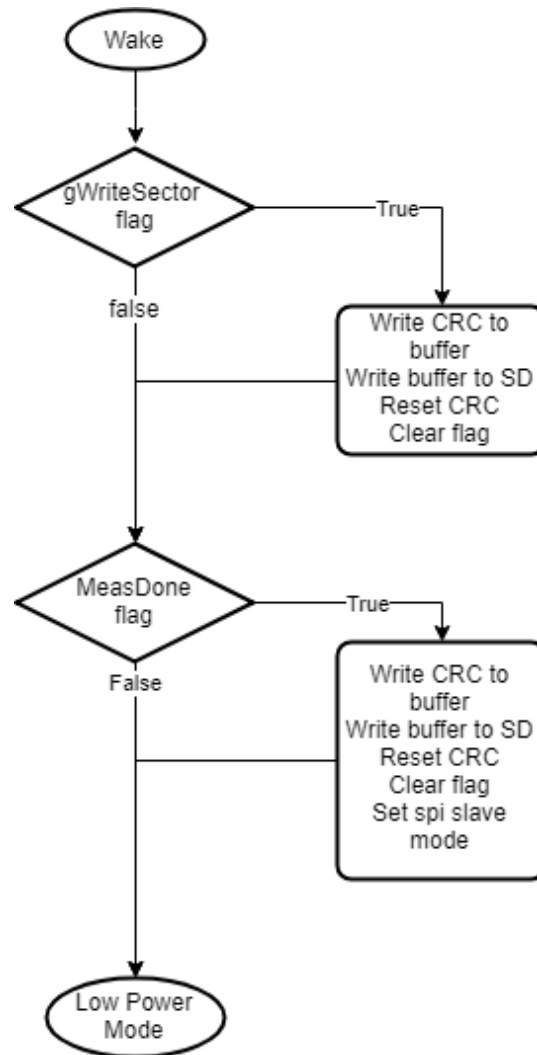 Wake
gWriteSector
flag
True
false
Write CRC to
buffer
Write buffer to SD
Reset CRC
Clear flag
MeasDone
flag
True
False
Write CRC to
buffer
Write buffer to SD
Reset CRC
Clear flag
Set spi slave
mode
Low Power
Mode